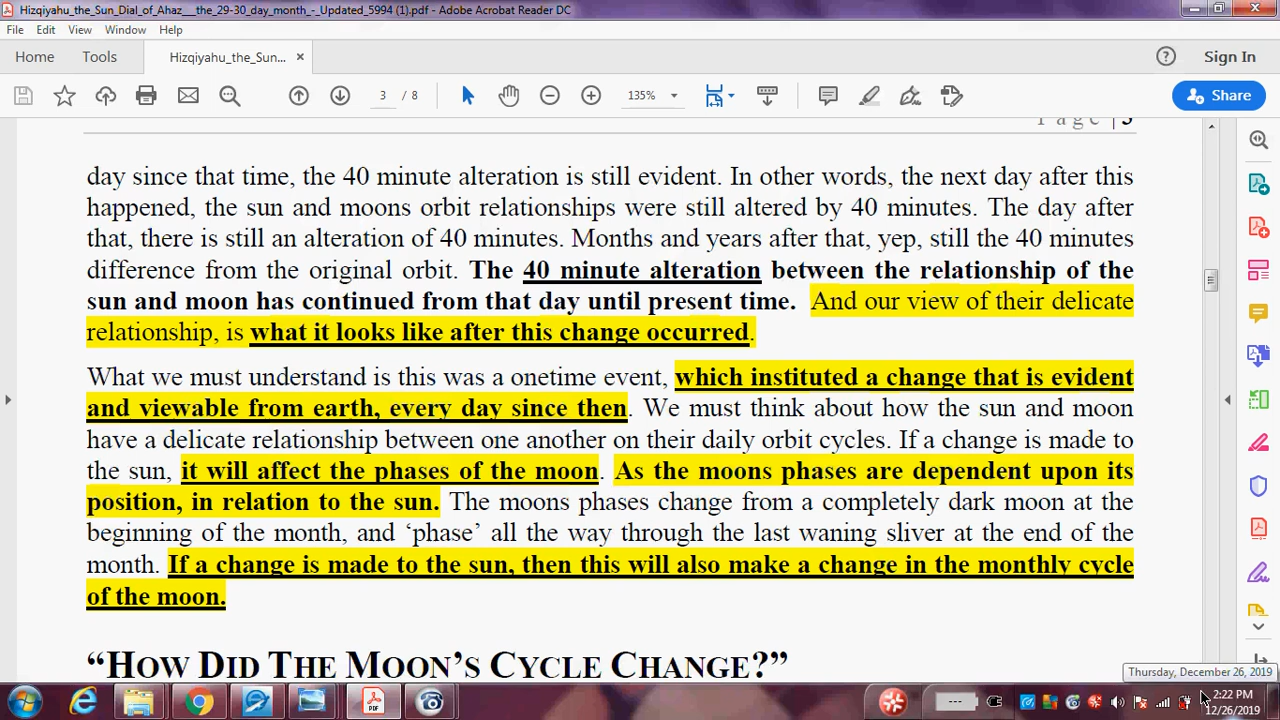 Hizqiyahu_the_Sun_Dial_of_Ahaz___the_29-30_day_month_-_Updated_5994 (1).pdf - Adobe Acrobat Reader DC
File Edit View Window Help
Home Tools Hizqiyahu_the_Sun... × Sign In
3 / 8 135% Share
Page | 3
day since that time, the 40 minute alteration is still evident. In other words, the next day after this
happened, the sun and moons orbit relationships were still altered by 40 minutes. The day after
that, there is still an alteration of 40 minutes. Months and years after that, yep, still the 40 minutes
difference from the original orbit. The 40 minute alteration between the relationship of the
sun and moon has continued from that day until present time. And our view of their delicate
relationship, is what it looks like after this change occurred.
What we must understand is this was a onetime event, which instituted a change that is evident
and viewable from earth, every day since then. We must think about how the sun and moon
have a delicate relationship between one another on their daily orbit cycles. If a change is made to
the sun, it will affect the phases of the moon. As the moons phases are dependent upon its
position, in relation to the sun. The moons phases change from a completely dark moon at the
beginning of the month, and ‘phase’ all the way through the last waning sliver at the end of the
month. If a change is made to the sun, then this will also make a change in the monthly cycle
of the moon.
“HOW DID THE MOON’S CYCLE CHANGE?”
Thursday, December 26, 2019
2:22 PM
12/26/2019